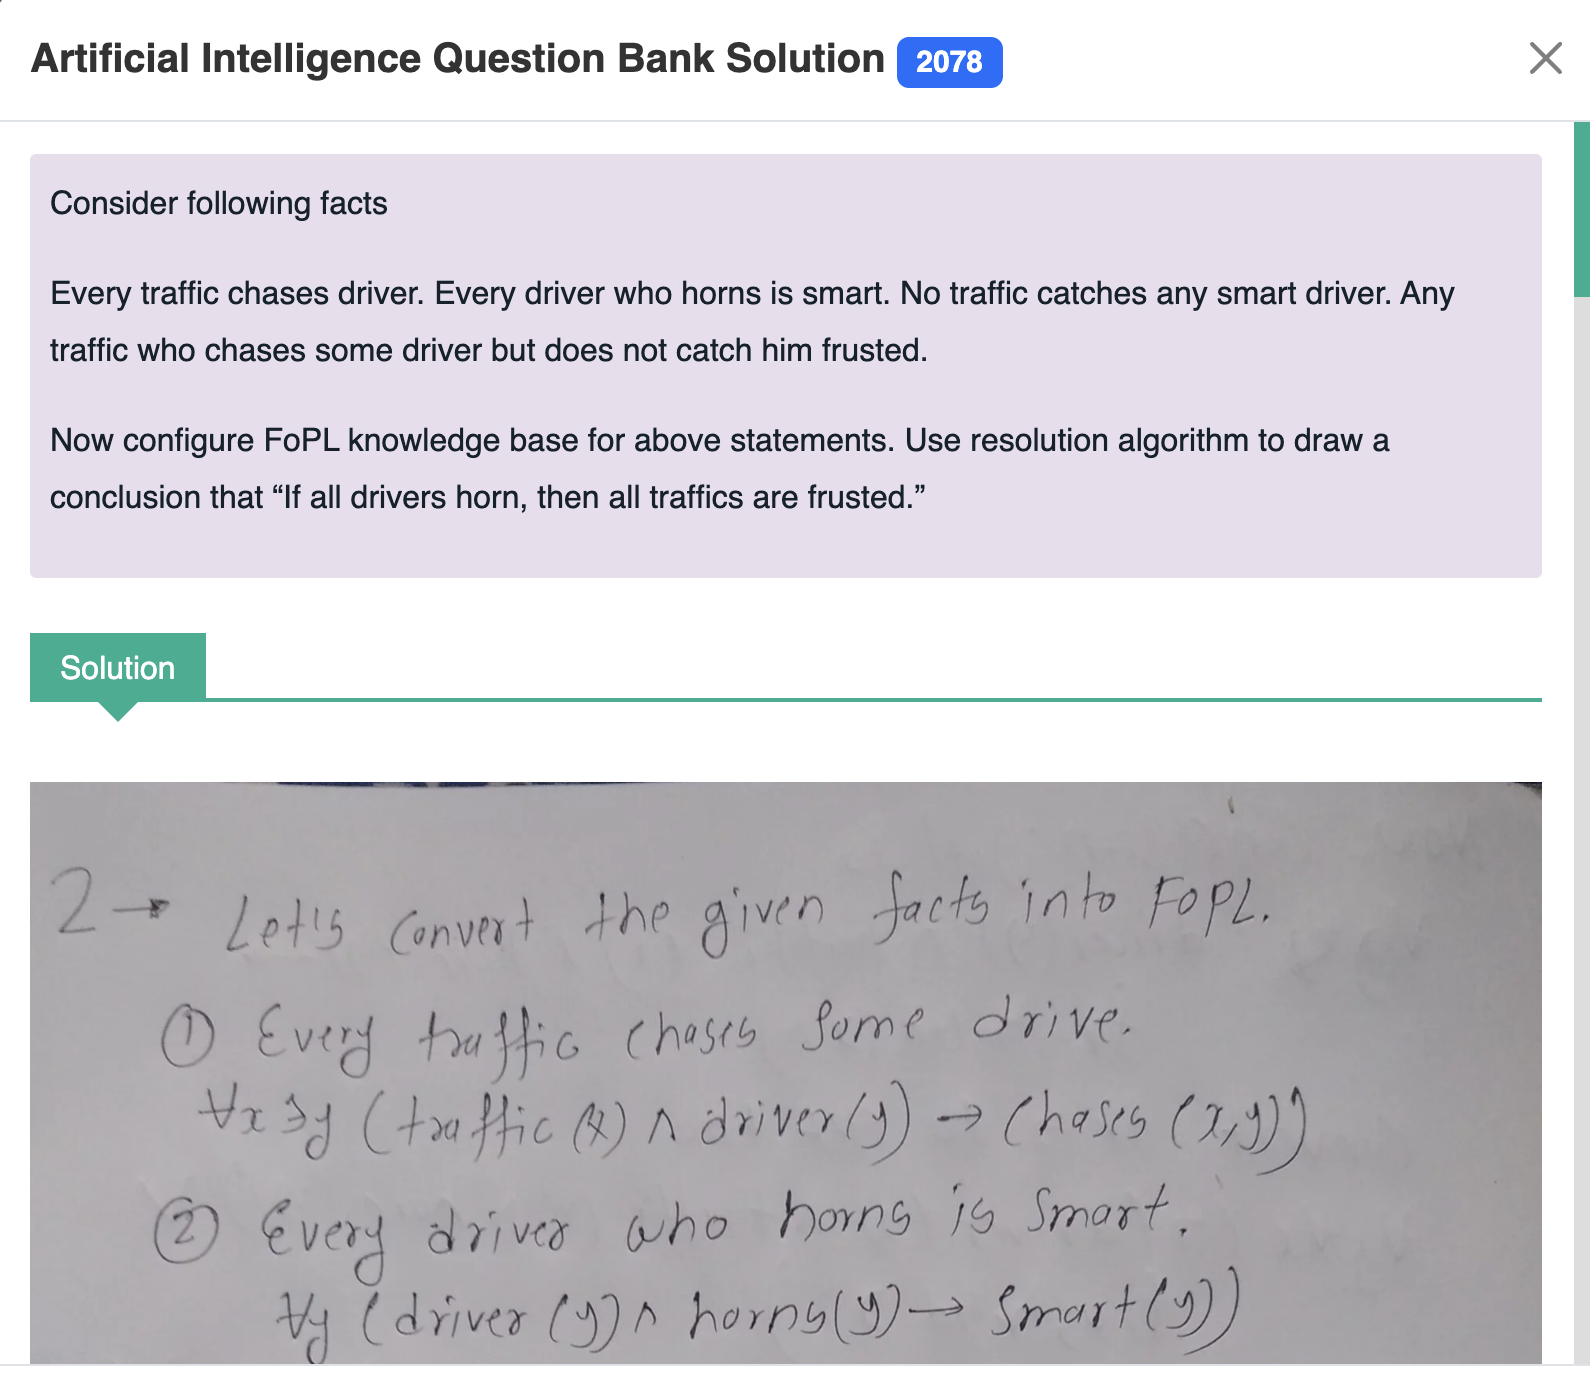 Artificial Intelligence Question Bank Solution 2078
Consider following facts
Every traffic chases driver. Every driver who horns is smart. No traffic catches any smart driver. Any
traffic who chases some driver but does not catch him frusted.
Now configure FoPL knowledge base for above statements. Use resolution algorithm to draw a
conclusion that “If all drivers horn, then all traffics are frusted.”
Solution
2→ Let's convert the given facts into FOPL.
① Every traffic chases some drive.
∀x ∃y (traffic (x) ∧ driver (y) → chases (x,y))
② Every driver who horns is smart.
∀y (driver (y) ∧ horns(y) → smart (y))